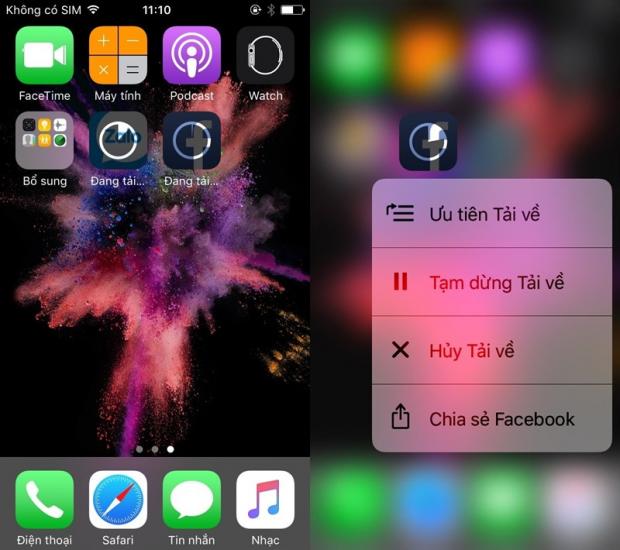 Không có SIM 11:10
FaceTime Máy tính Podcast Watch
Zalo
Bổ sung Đang tải... Đang tải...
Điện thoại Safari Tin nhắn Nhạc
Ưu tiên Tải về
Tạm dừng Tải về
Hủy Tải về
Chia sẻ Facebook